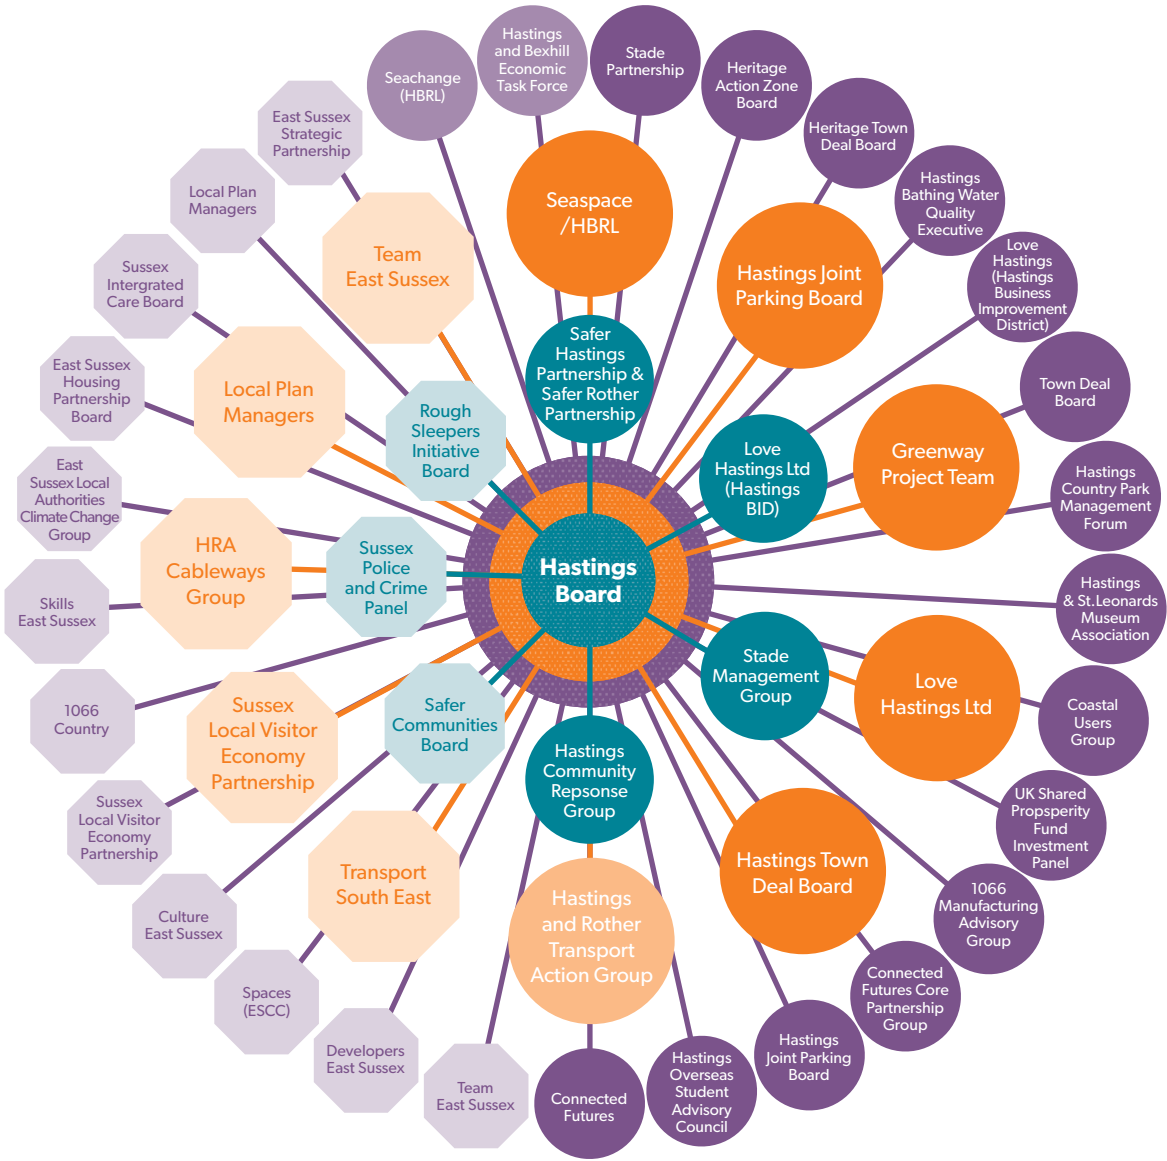 Hastings
Board
Safer
Hastings
Partnership &
Safer Rother
Partnership
Love
Hastings Ltd
(Hastings
BID)
Stade
Management
Group
Hastings
Community
Repsonse
Group
Safer
Communities
Board
Sussex
Police
and Crime
Panel
Rough
Sleepers
Initiative
Board
Seaspace
/HBRL
Hastings Joint
Parking Board
Greenway
Project Team
Love
Hastings Ltd
Hastings Town
Deal Board
Hastings
and Rother
Transport
Action Group
Transport
South East
Sussex
Local Visitor
Economy
Partnership
HRA
Cableways
Group
Local Plan
Managers
Team
East Sussex
Seachange
(HBRL)
Hastings
and Bexhill
Economic
Task Force
Stade
Partnership
Heritage
Action Zone
Board
Heritage Town
Deal Board
Hastings
Bathing Water
Quality
Executive
Love
Hastings
(Hastings
Business
Improvement
District)
Town Deal
Board
Hastings
Country Park
Management
Forum
Hastings
& St.Leonards
Museum
Association
Coastal
Users
Group
UK Shared
Propsperity
Fund
Investment
Panel
1066
Manufacturing
Advisory
Group
Connected
Futures Core
Partnership
Group
Hastings
Joint Parking
Board
Hastings
Overseas
Student
Advisory
Council
Connected
Futures
Team
East Sussex
Developers
East Sussex
Spaces
(ESCC)
Culture
East Sussex
Sussex
Local Visitor
Economy
Partnership
1066
Country
Skills
East Sussex
East
Sussex Local
Authorities
Climate Change
Group
East Sussex
Housing
Partnership
Board
Sussex
Intergrated
Care Board
Local Plan
Managers
East Sussex
Strategic
Partnership